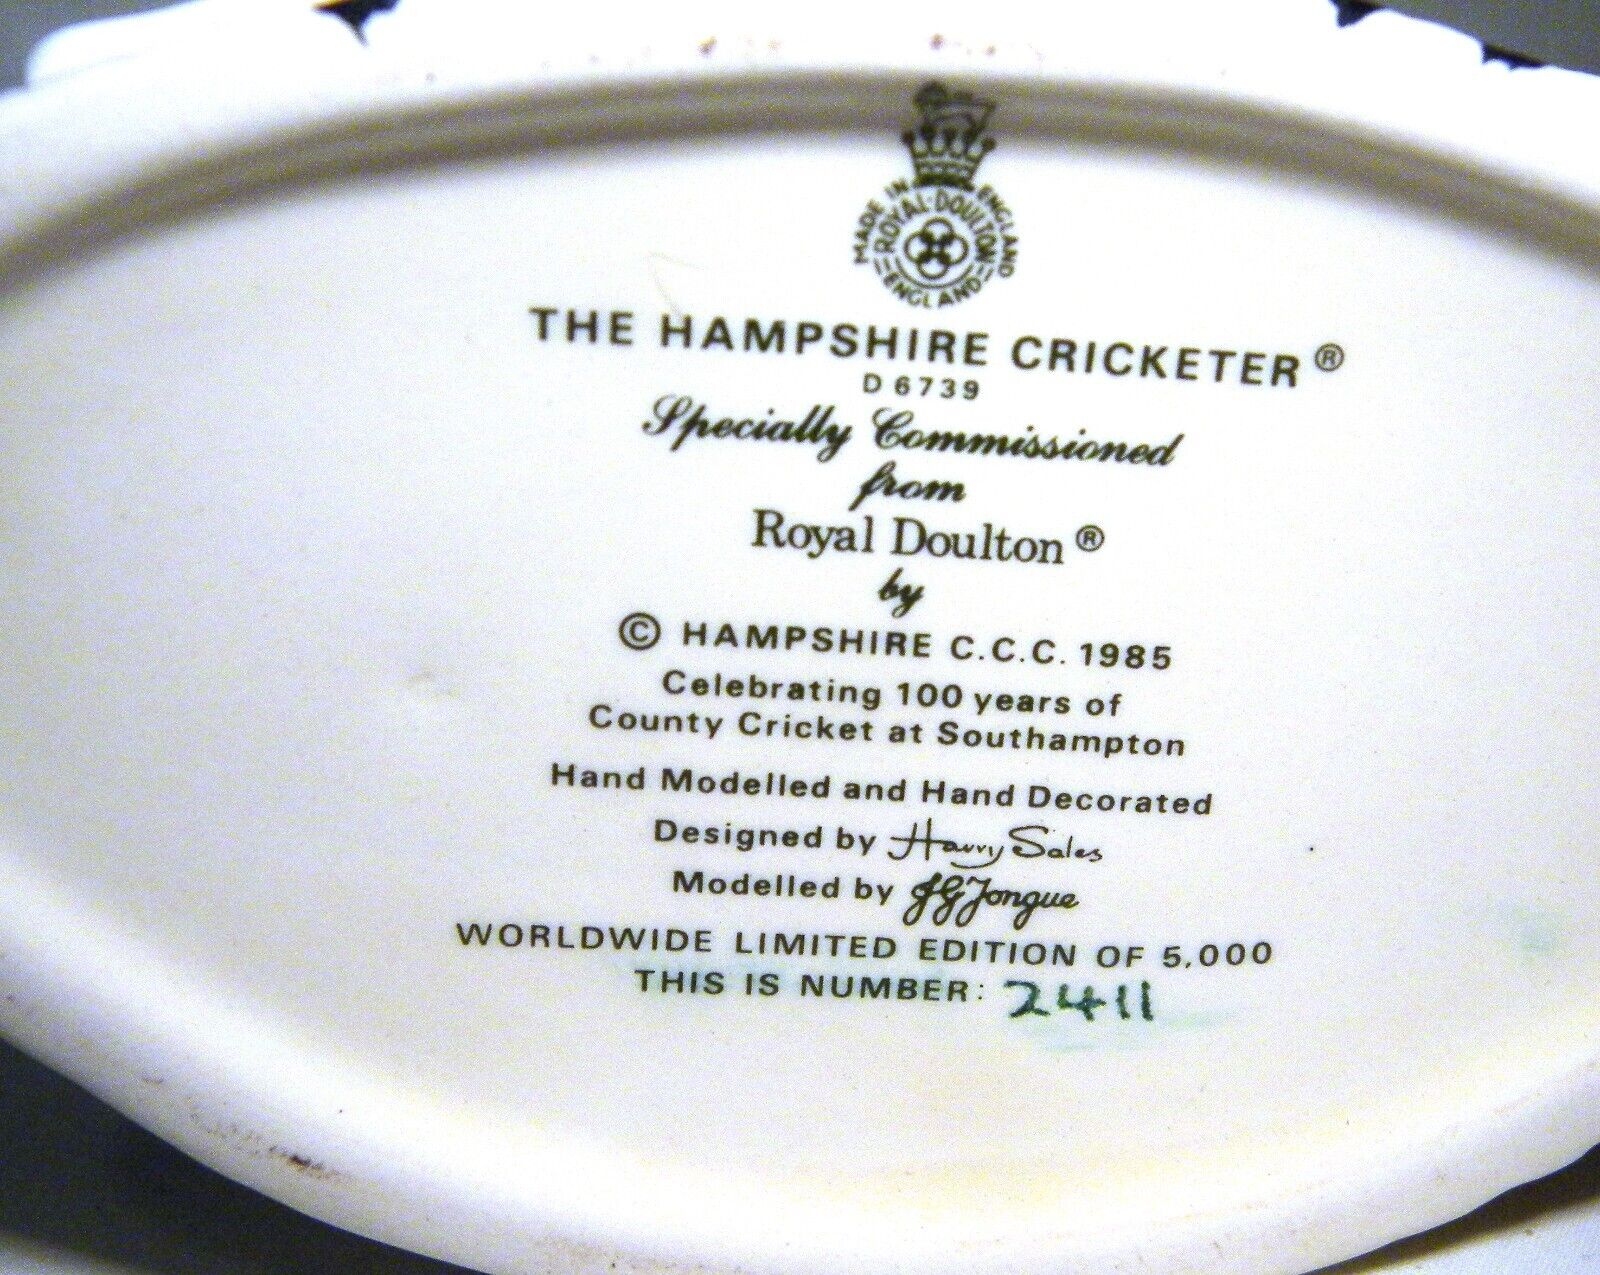 MADE IN ENGLAND
ROYAL·DOULTON
ENGLAND
THE HAMPSHIRE CRICKETER ®
D 6739
Specially Commissioned
from
Royal Doulton ®
by
© HAMPSHIRE C.C.C. 1985
Celebrating 100 years of
County Cricket at Southampton
Hand Modelled and Hand Decorated
Designed by Harry Sales
Modelled by JG Tongue
WORLDWIDE LIMITED EDITION OF 5,000
THIS IS NUMBER: 2411